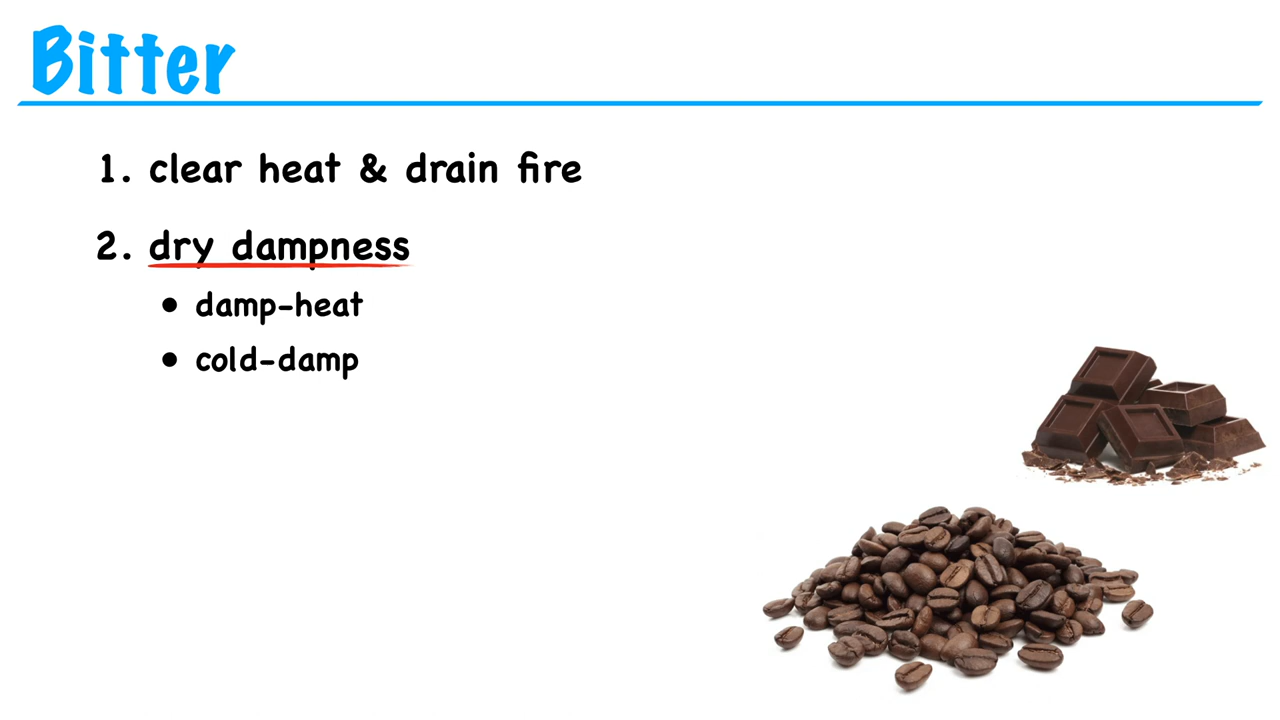 Bitter
1. clear heat & drain fire
2. dry dampness
• damp-heat
• cold-damp